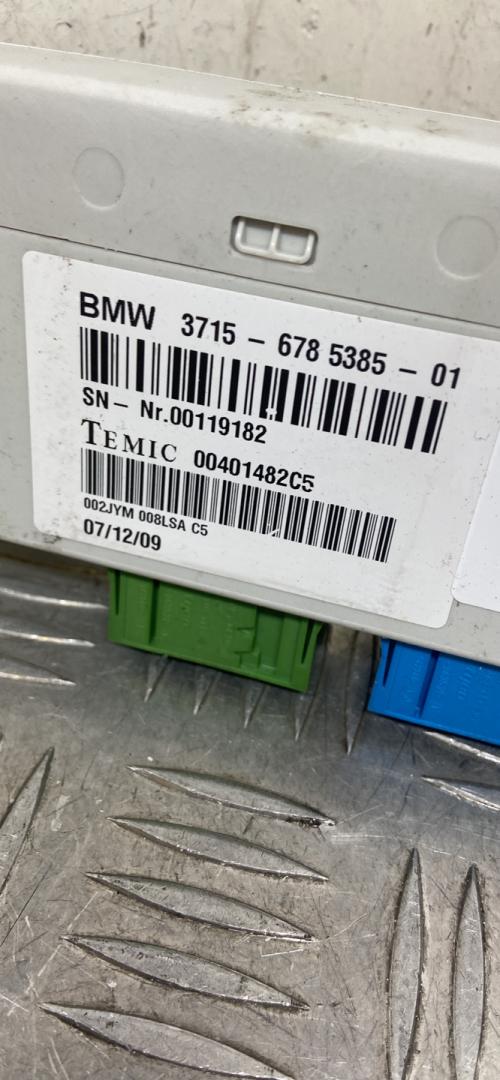 BMW 3715 - 678 5385 - 01
SN - Nr.00119182
TEMIC 00401482C5
002JYM 008LSA C5
07/12/09